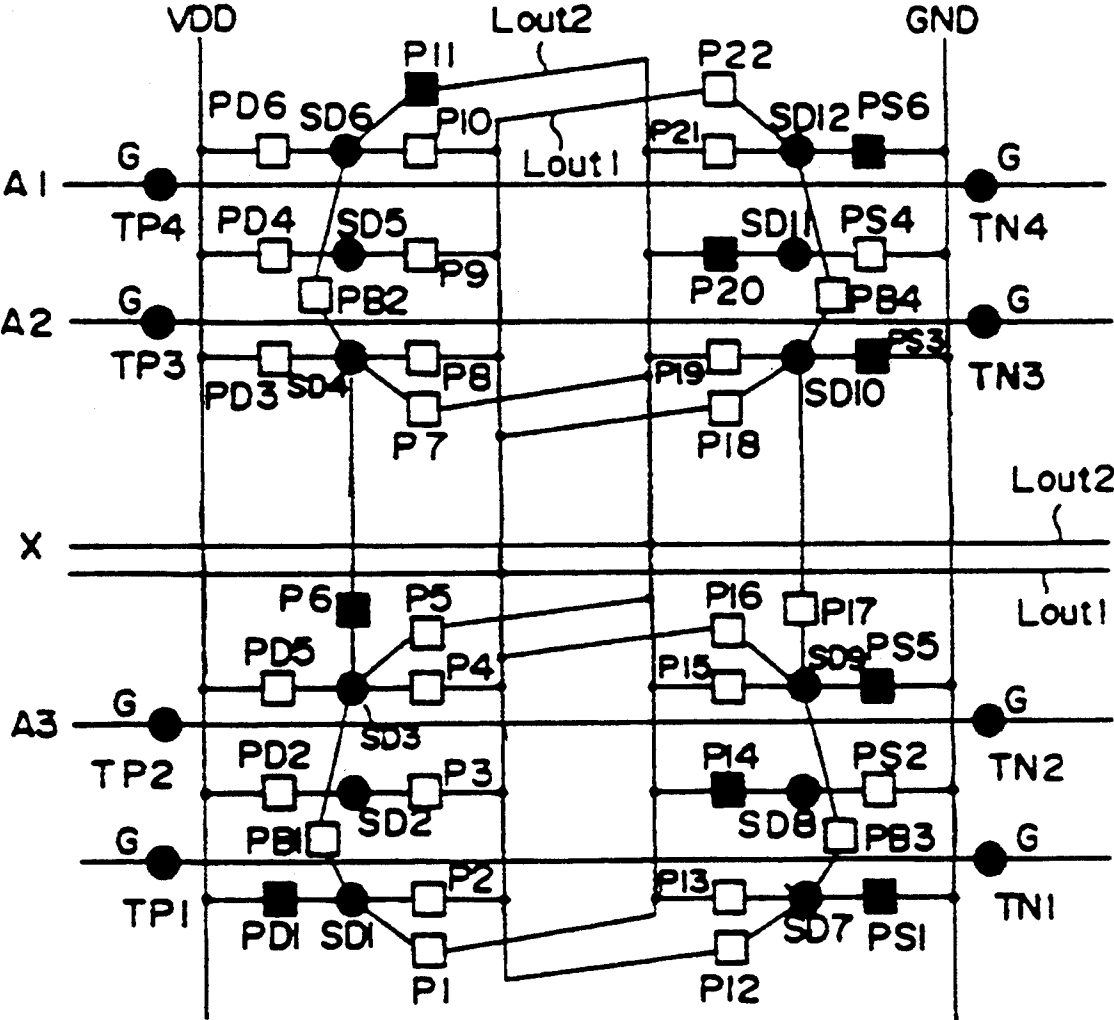 VDD Lout2 GND
P11 P22
PD6 SD6 P10 P21 SD12 PS6
G Lout1 G
A1
TP4 PD4 SD5 P9 P20 SD11 PS4 TN4
G PB2 PB4 G
A2
TP3 PD3 SD4 P8 P19 SD10 PS3 TN3
P7 P18
Lout2
X
P6 P5 P16 P17 Lout1
PD5 P4 P15 SD9 PS5
G SD3 G
A3
TP2 PD2 SD2 P3 P14 SD8 PS2 TN2
G PB1 PB3 G
TP1 PD1 SD1 P2 P13 SD7 PS1 TN1
P1 P12